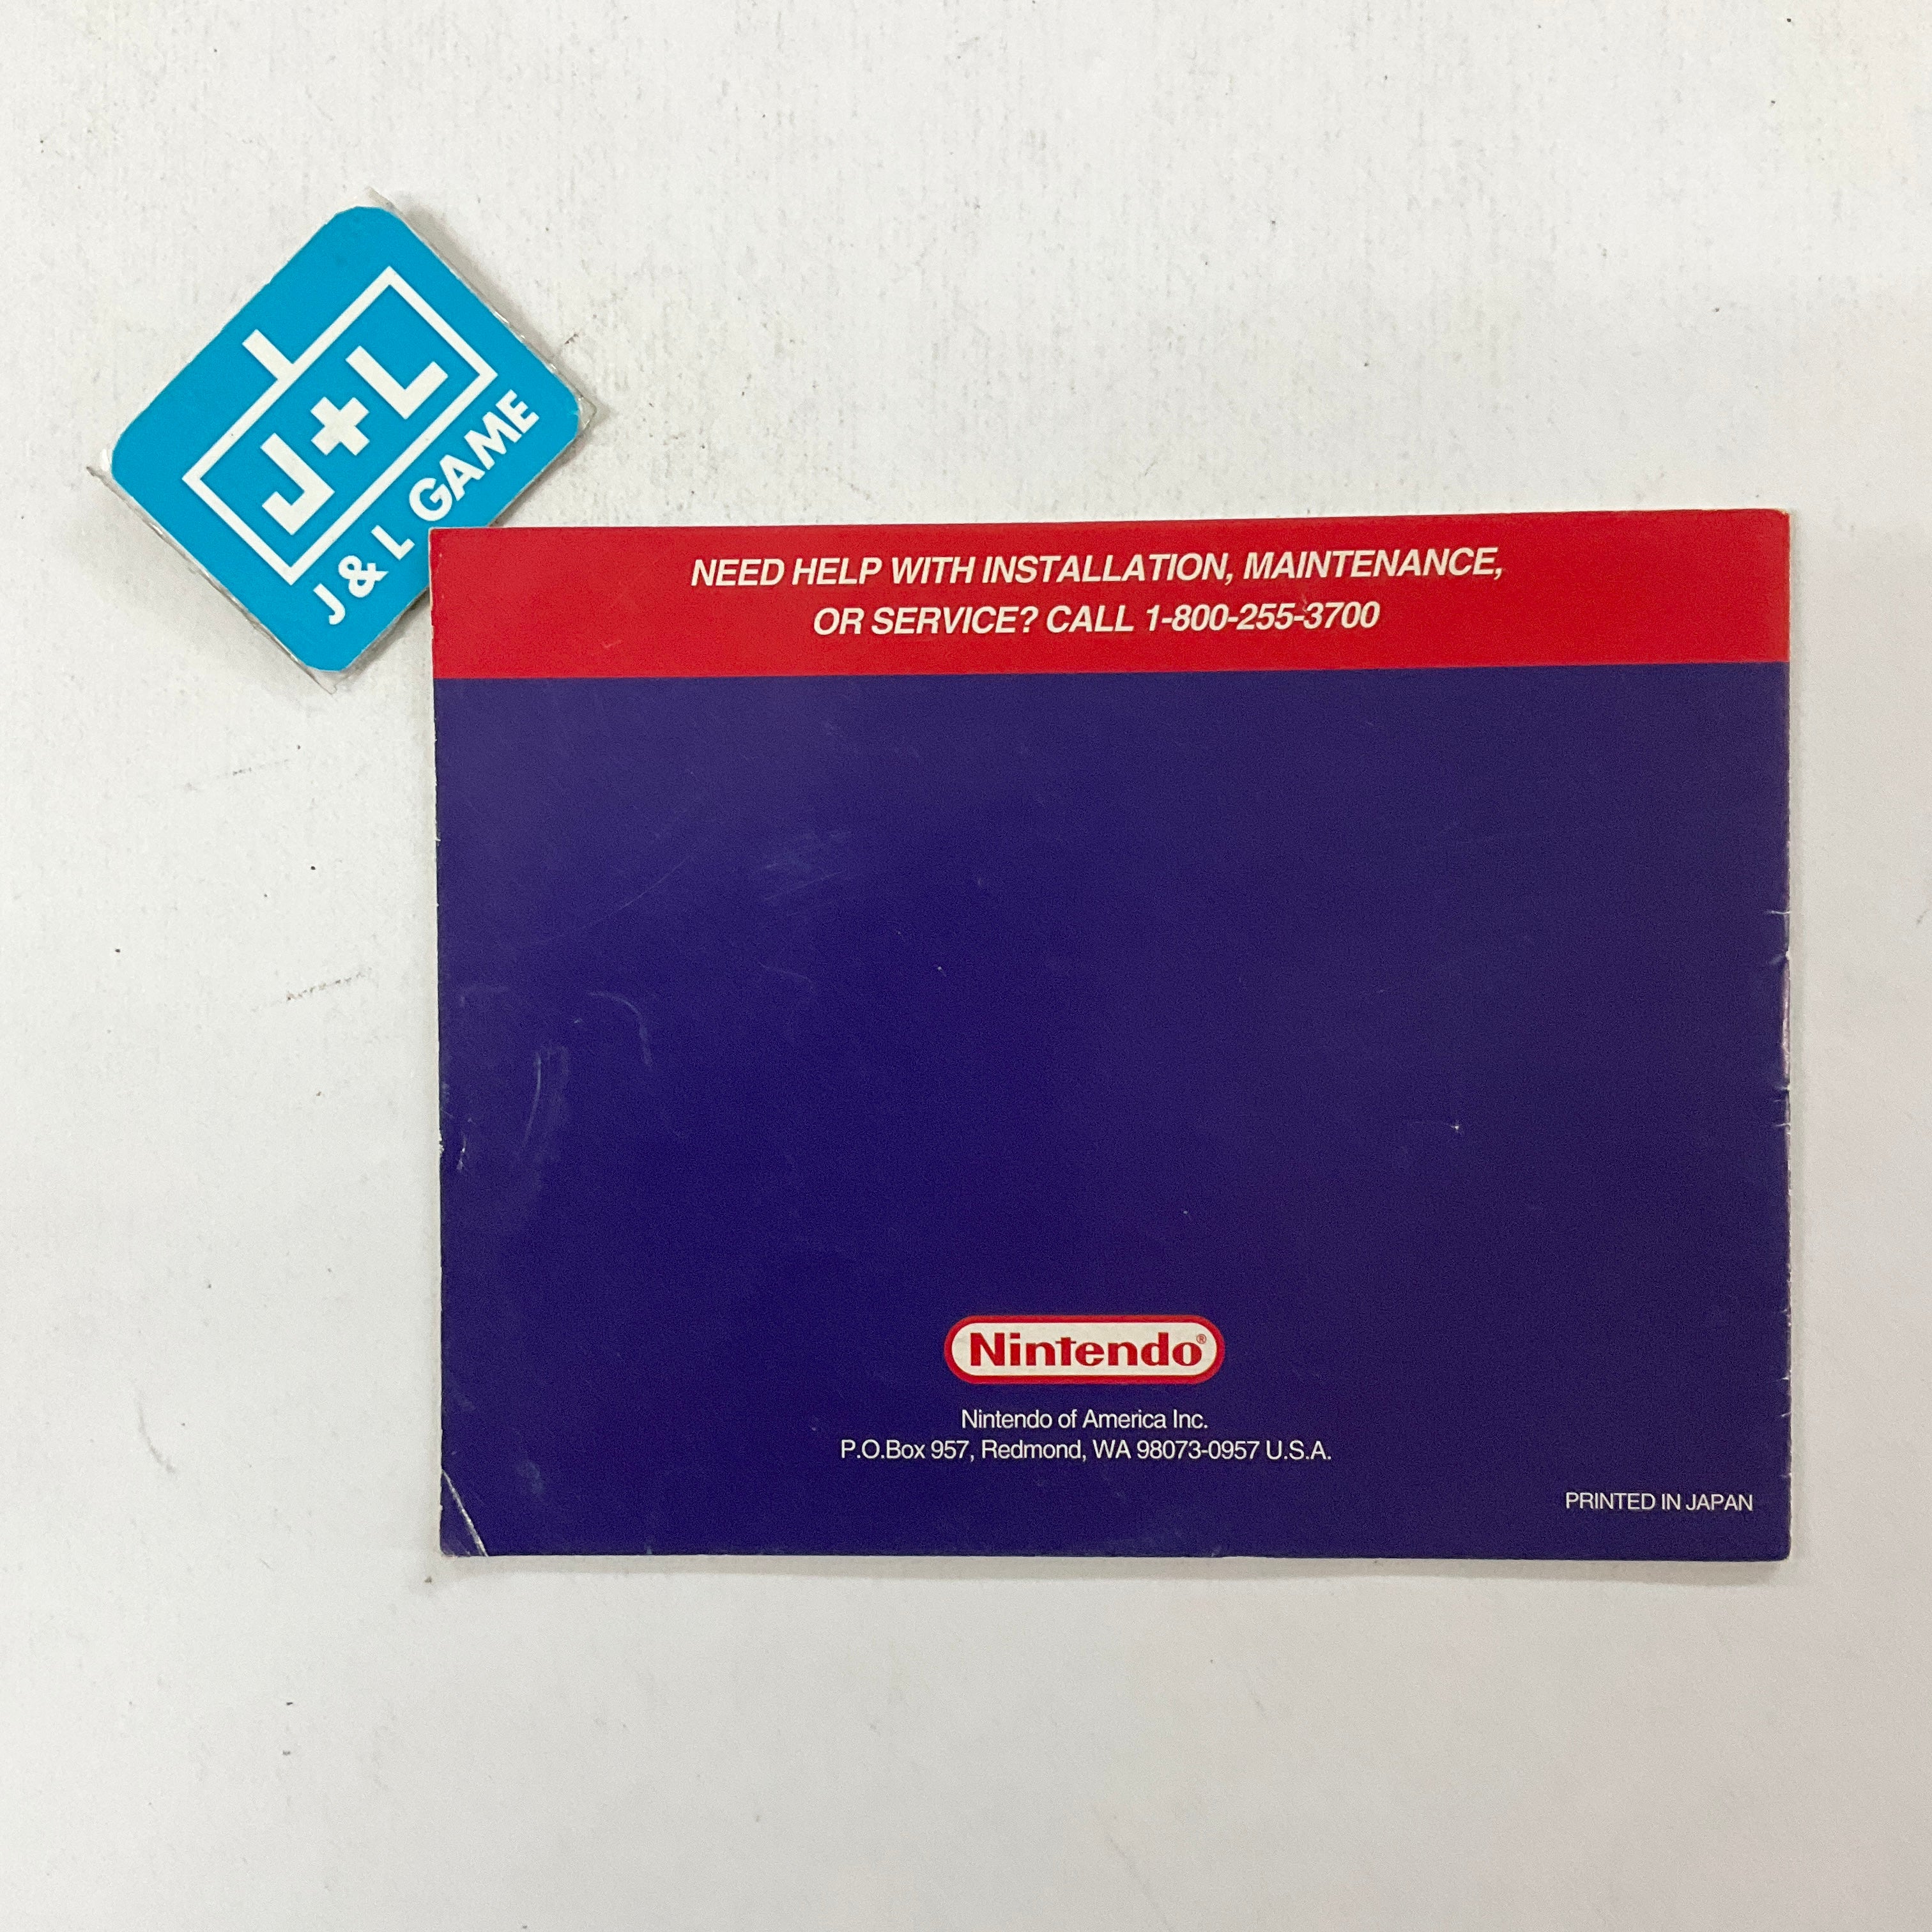 J+L
J & L GAME
NEED HELP WITH INSTALLATION, MAINTENANCE,
OR SERVICE? CALL 1-800-255-3700
Nintendo®
Nintendo of America Inc.
P.O.Box 957, Redmond, WA 98073-0957 U.S.A.
PRINTED IN JAPAN